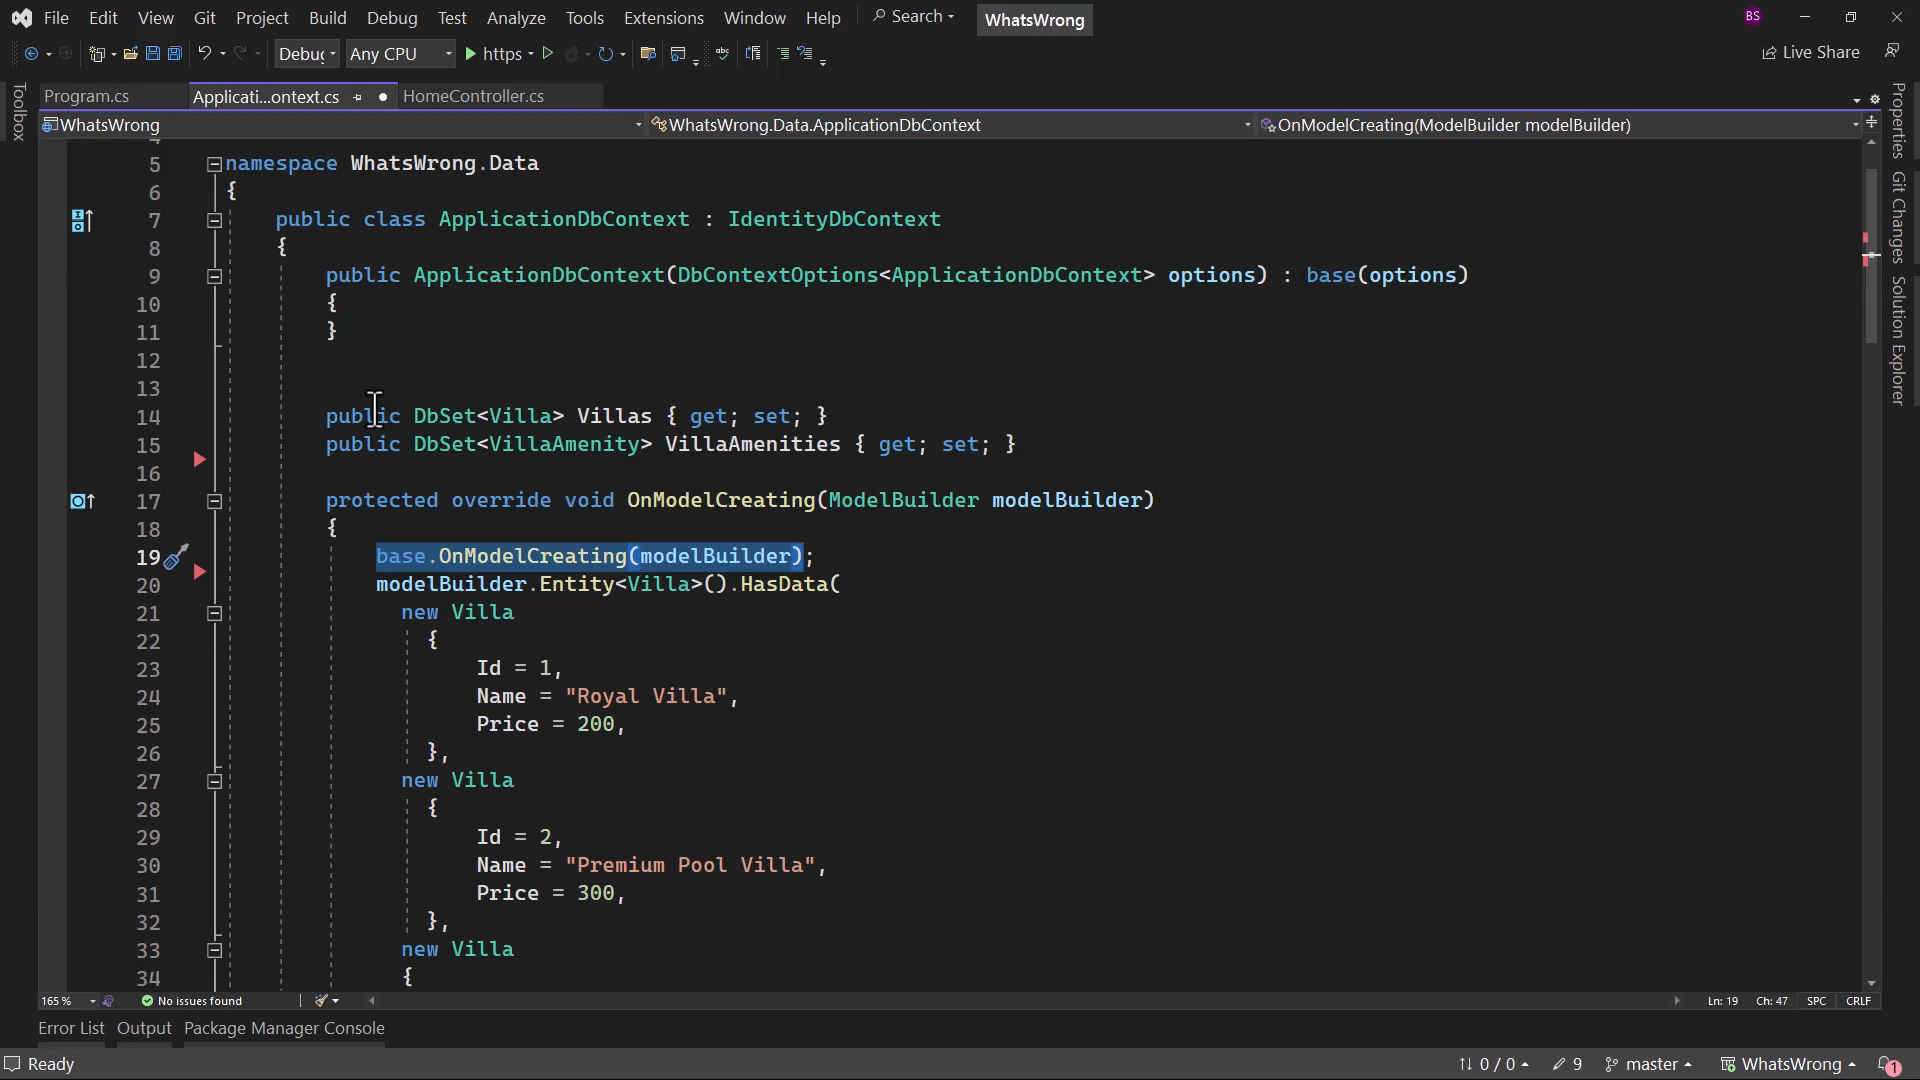 File Edit View Git Project Build Debug Test Analyze Tools Extensions Window Help Search WhatsWrong BS
Debug Any CPU https Live Share
Program.cs Applicati...ontext.cs HomeController.cs
WhatsWrong WhatsWrong.Data.ApplicationDbContext OnModelCreating(ModelBuilder modelBuilder)
Toolbox
Properties
Git Changes
Solution Explorer
5 namespace WhatsWrong.Data
6 {
7 public class ApplicationDbContext : IdentityDbContext
8 {
9 public ApplicationDbContext(DbContextOptions<ApplicationDbContext> options) : base(options)
10 {
11 }
12
13
14 public DbSet<Villa> Villas { get; set; }
15 public DbSet<VillaAmenity> VillaAmenities { get; set; }
16
17 protected override void OnModelCreating(ModelBuilder modelBuilder)
18 {
19 base.OnModelCreating(modelBuilder);
20 modelBuilder.Entity<Villa>().HasData(
21 new Villa
22 {
23 Id = 1,
24 Name = "Royal Villa",
25 Price = 200,
26 },
27 new Villa
28 {
29 Id = 2,
30 Name = "Premium Pool Villa",
31 Price = 300,
32 },
33 new Villa
34 {
165 % No issues found Ln: 19 Ch: 47 SPC CRLF
Error List Output Package Manager Console
Ready 0 / 0 9 master WhatsWrong 1